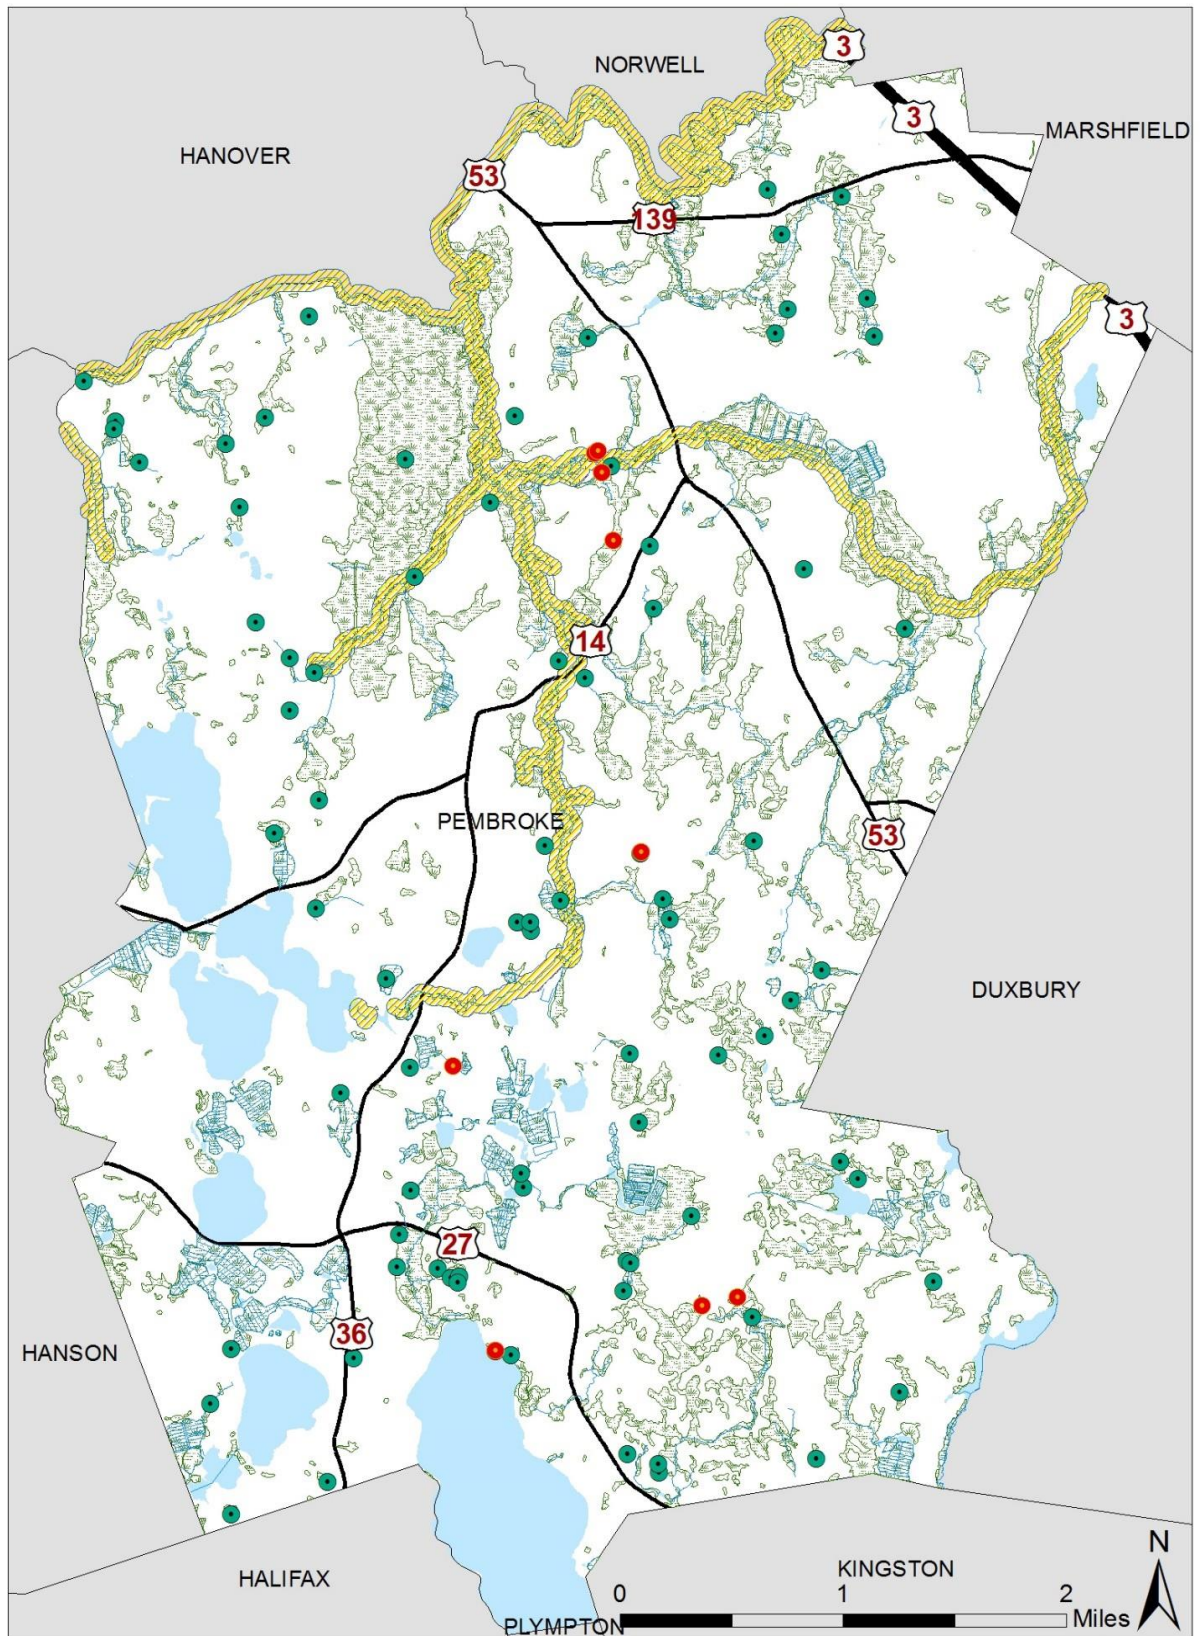 3
NORWELL
3
MARSHFIELD
HANOVER
53
139
3
14
PEMBROKE
53
DUXBURY
27
36
HANSON
N
KINGSTON
HALIFAX
0 1 2
Miles
PLYMPTON